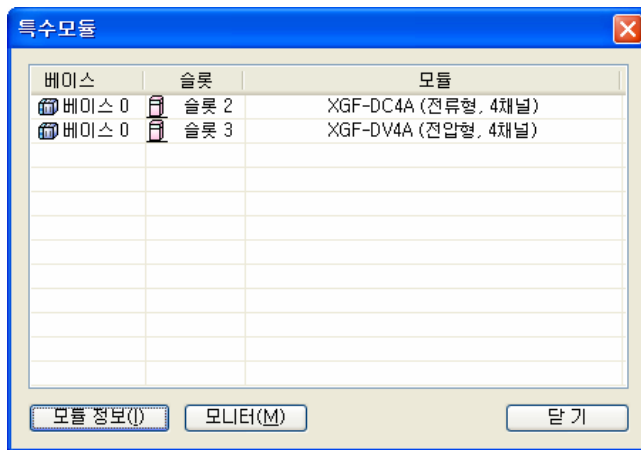 특수모듈
베이스 슬롯 모듈
베이스 0 슬롯 2 XGF-DC4A (전류형, 4채널)
베이스 0 슬롯 3 XGF-DV4A (전압형, 4채널)
모듈 정보(I) 모니터(M) 닫 기